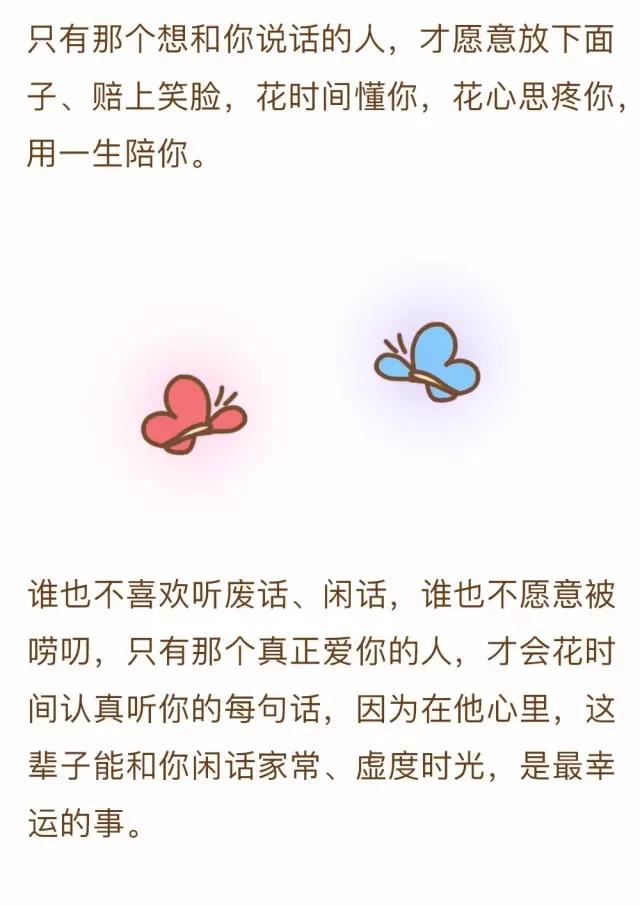 只有那个想和你说话的人，才愿意放下面
子、赔上笑脸，花时间懂你，花心思疼你，
用一生陪你。
谁也不喜欢听废话、闲话，谁也不愿意被
唠叨，只有那个真正爱你的人，才会花时
间认真听你的每句话，因为在他心里，这
辈子能和你闲话家常、虚度时光，是最幸
运的事。